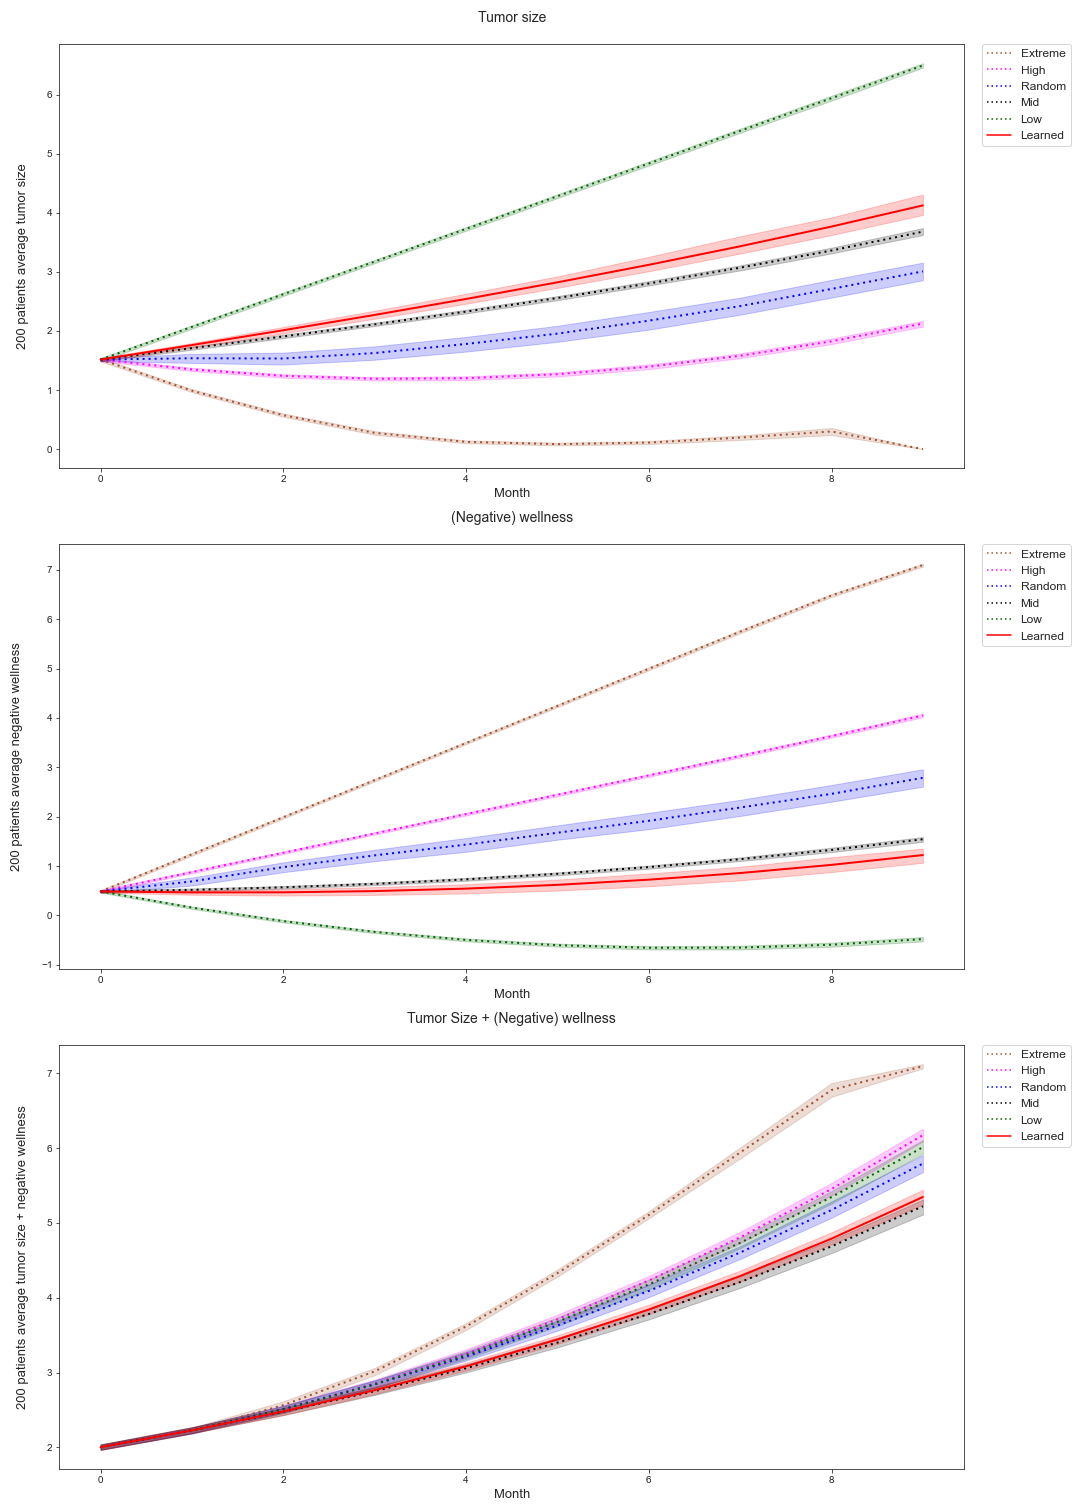 Tumor size
200 patients average tumor size
6
5
4
3
2
1
0
0
2
4
6
8
Month
Extreme
High
Random
Mid
Low
Learned
(Negative) wellness
200 patients average negative wellness
7
6
5
4
3
2
1
0
−1
0
2
4
6
8
Month
Extreme
High
Random
Mid
Low
Learned
Tumor Size + (Negative) wellness
200 patients average tumor size + negative wellness
7
6
5
4
3
2
0
2
4
6
8
Month
Extreme
High
Random
Mid
Low
Learned